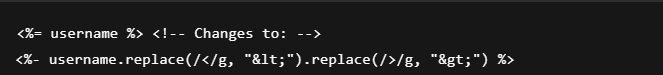 <%= username %> <!-- Changes to: -->
<%- username.replace(/</g, "&lt;").replace(/>/g, "&gt;") %>